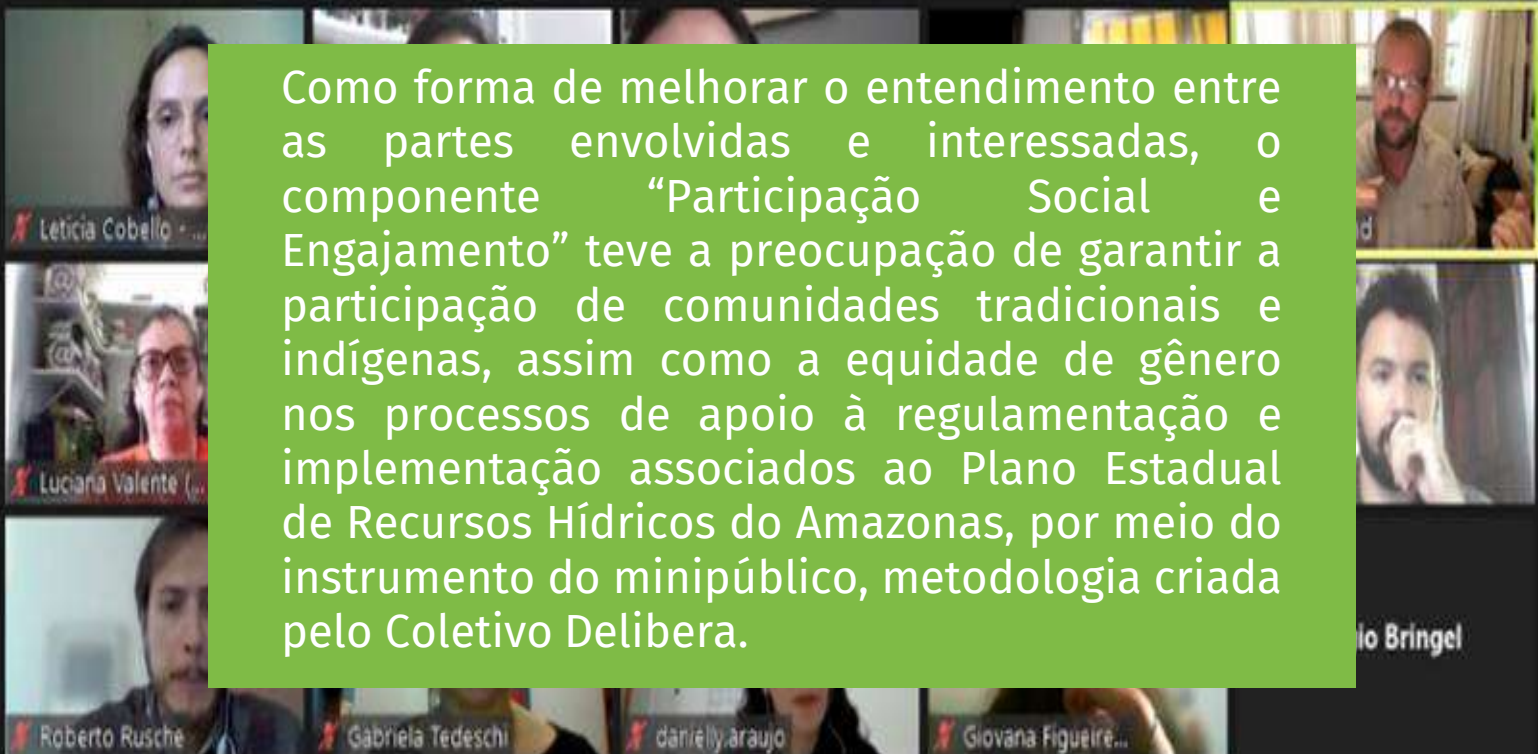 Como forma de melhorar o entendimento entre
as partes envolvidas e interessadas, o
componente “Participação Social e
Engajamento” teve a preocupação de garantir a
participação de comunidades tradicionais e
indígenas, assim como a equidade de gênero
nos processos de apoio à regulamentação e
implementação associados ao Plano Estadual
de Recursos Hídricos do Amazonas, por meio do
instrumento do minipúblico, metodologia criada
pelo Coletivo Delibera.
Leticia Cobello - ...
d
Luciana Valente (...
io Bringel
Roberto Rusche
Gabriela Tedeschi
danielly.araujo
Giovana Figueire...